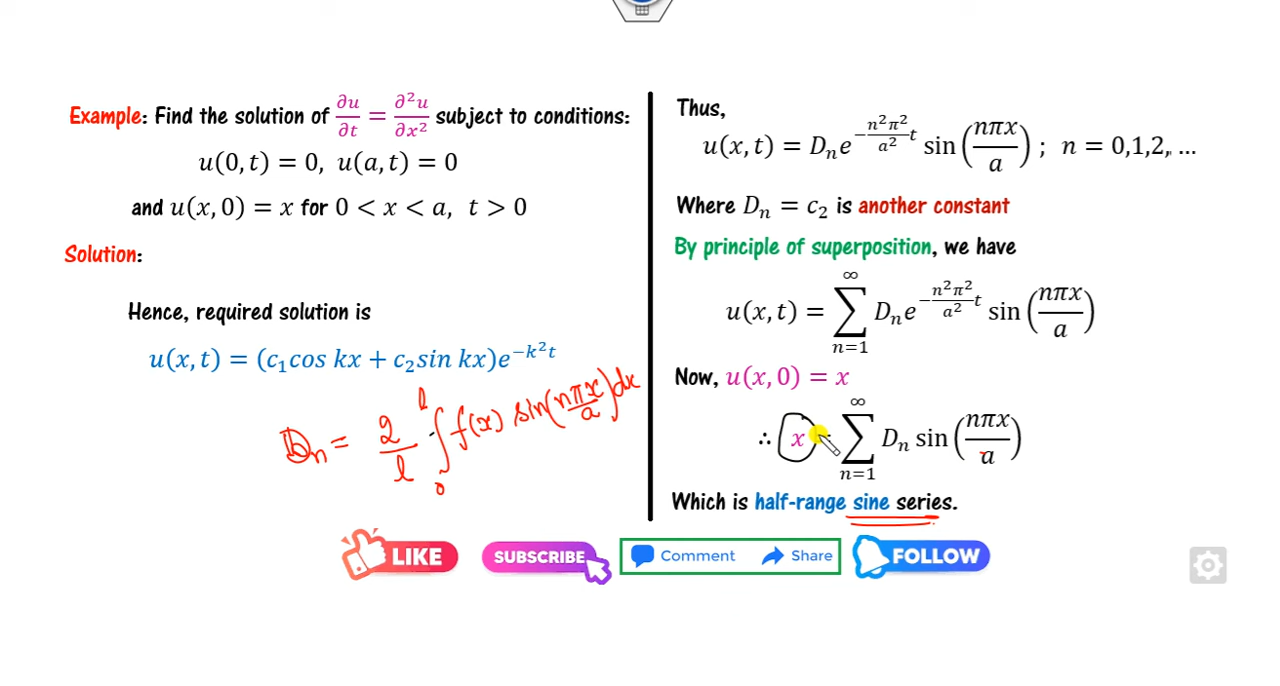 Example: Find the solution of ∂u/∂t = ∂²u/∂x² subject to conditions:
u(0, t) = 0, u(a, t) = 0
and u(x, 0) = x for 0 < x < a, t > 0
Solution:
Hence, required solution is
u(x, t) = (c₁cos kx + c₂sin kx)e^(−k²t)
Dₙ = 2/l ∫₀^l f(x) sin(nπx/a) dx
Thus,
u(x, t) = Dₙe^(−(n²π²/a²)t) sin(nπx/a) ; n = 0,1,2, …
Where Dₙ = c₂ is another constant
By principle of superposition, we have
u(x, t) = ∑_(n=1)^∞ Dₙe^(−(n²π²/a²)t) sin(nπx/a)
Now, u(x, 0) = x
∴ x = ∑_(n=1)^∞ Dₙ sin(nπx/a)
Which is half-range sine series.
LIKE
SUBSCRIBE
Comment
Share
FOLLOW